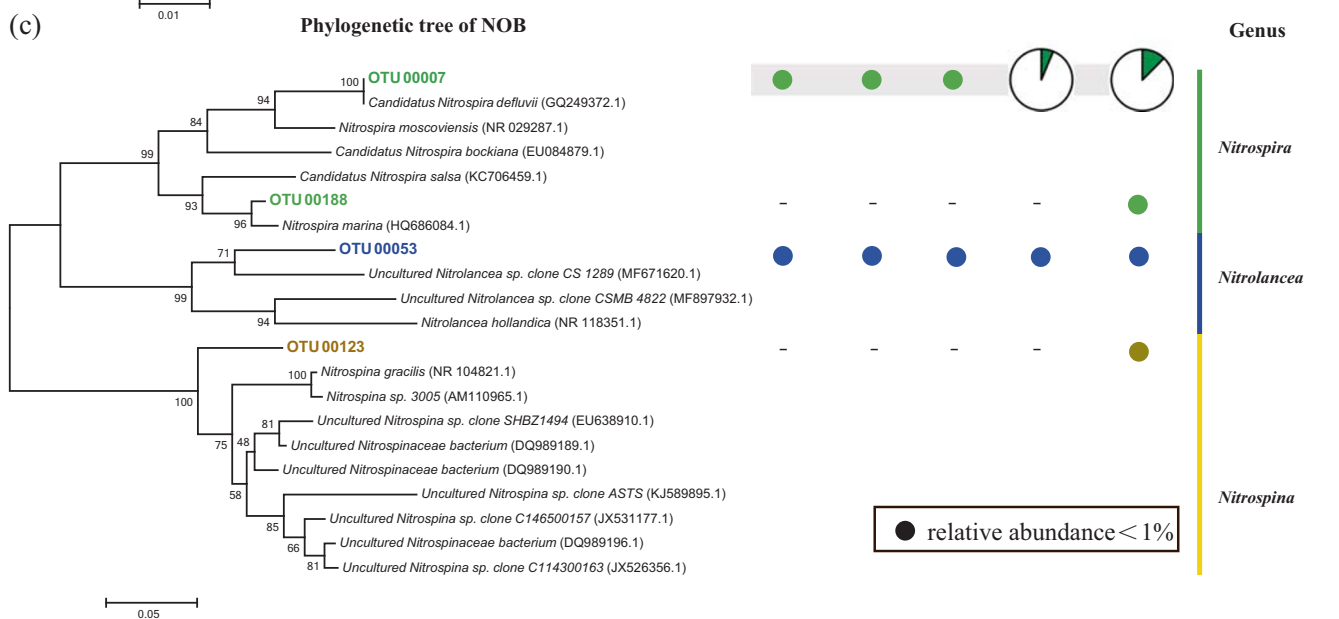 0.01
(c)
Phylogenetic tree of NOB
Genus
100
OTU 00007
Candidatus Nitrospira defluvii (GQ249372.1)
94
Nitrospira moscoviensis (NR 029287.1)
84
Candidatus Nitrospira bockiana (EU084879.1)
99
Candidatus Nitrospira salsa (KC706459.1)
93
OTU 00188
– – – –
96
Nitrospira marina (HQ686084.1)
Nitrospira
OTU 00053
71
Uncultured Nitrolancea sp. clone CS 1289 (MF671620.1)
99
Uncultured Nitrolancea sp. clone CSMB 4822 (MF897932.1)
94
Nitrolancea hollandica (NR 118351.1)
Nitrolancea
OTU 00123
– – – –
100
100
Nitrospina gracilis (NR 104821.1)
Nitrospina sp. 3005 (AM110965.1)
75
81
Uncultured Nitrospina sp. clone SHBZ1494 (EU638910.1)
48
Uncultured Nitrospinaceae bacterium (DQ989189.1)
Uncultured Nitrospinaceae bacterium (DQ989190.1)
58
Uncultured Nitrospina sp. clone ASTS (KJ589895.1)
85
Uncultured Nitrospina sp. clone C146500157 (JX531177.1)
66
Uncultured Nitrospinaceae bacterium (DQ989196.1)
81
Uncultured Nitrospina sp. clone C114300163 (JX526356.1)
Nitrospina
relative abundance<1%
0.05